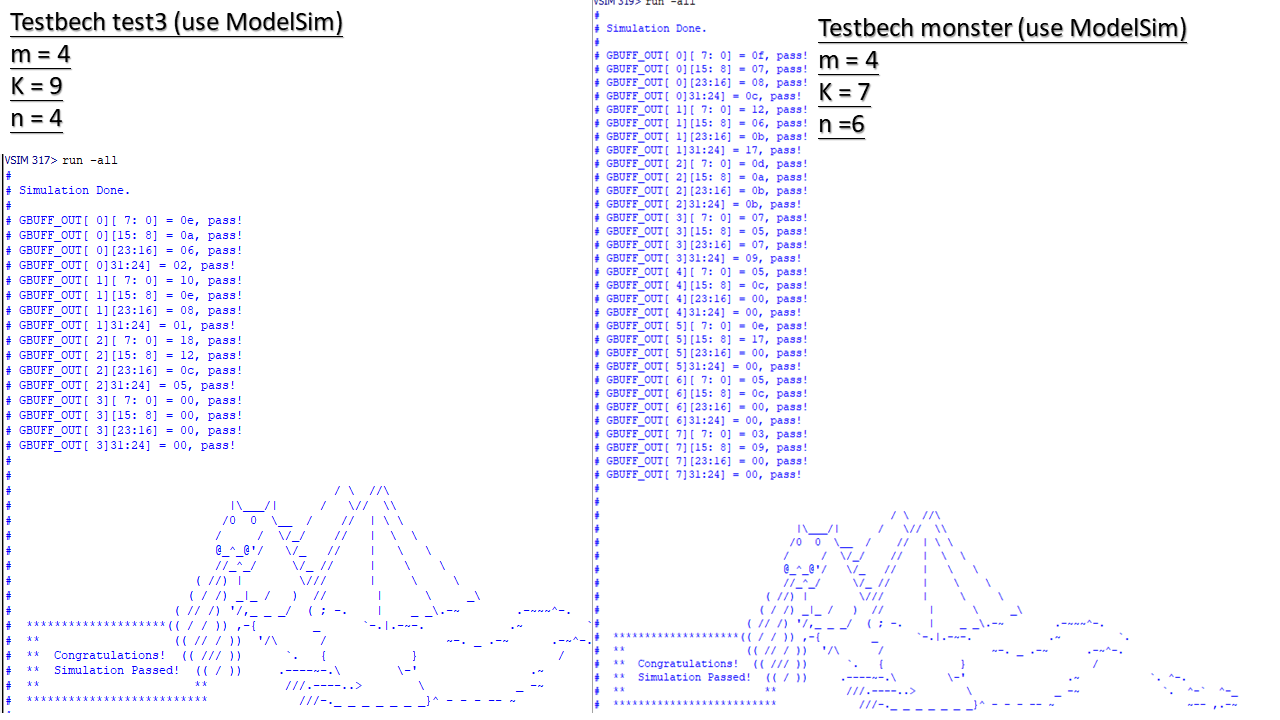 Testbech test3 (use ModelSim)
m = 4
K = 9
n = 4
VSIM 317> run -all
#
# Simulation Done.
#
# GBUFF_OUT[ 0][ 7: 0] = 0e, pass!
# GBUFF_OUT[ 0][15: 8] = 0a, pass!
# GBUFF_OUT[ 0][23:16] = 06, pass!
# GBUFF_OUT[ 0]31:24] = 02, pass!
# GBUFF_OUT[ 1][ 7: 0] = 10, pass!
# GBUFF_OUT[ 1][15: 8] = 0e, pass!
# GBUFF_OUT[ 1][23:16] = 08, pass!
# GBUFF_OUT[ 1]31:24] = 01, pass!
# GBUFF_OUT[ 2][ 7: 0] = 18, pass!
# GBUFF_OUT[ 2][15: 8] = 12, pass!
# GBUFF_OUT[ 2][23:16] = 0c, pass!
# GBUFF_OUT[ 2]31:24] = 05, pass!
# GBUFF_OUT[ 3][ 7: 0] = 00, pass!
# GBUFF_OUT[ 3][15: 8] = 00, pass!
# GBUFF_OUT[ 3][23:16] = 00, pass!
# GBUFF_OUT[ 3]31:24] = 00, pass!
# ** Congratulations!
# ** Simulation Passed!
Testbech monster (use ModelSim)
m = 4
K = 7
n =6
VSIM 319> run -all
#
# Simulation Done.
#
# GBUFF_OUT[ 0][ 7: 0] = 0f, pass!
# GBUFF_OUT[ 0][15: 8] = 07, pass!
# GBUFF_OUT[ 0][23:16] = 08, pass!
# GBUFF_OUT[ 0]31:24] = 0c, pass!
# GBUFF_OUT[ 1][ 7: 0] = 12, pass!
# GBUFF_OUT[ 1][15: 8] = 06, pass!
# GBUFF_OUT[ 1][23:16] = 0b, pass!
# GBUFF_OUT[ 1]31:24] = 17, pass!
# GBUFF_OUT[ 2][ 7: 0] = 0d, pass!
# GBUFF_OUT[ 2][15: 8] = 0a, pass!
# GBUFF_OUT[ 2][23:16] = 0b, pass!
# GBUFF_OUT[ 2]31:24] = 0b, pass!
# GBUFF_OUT[ 3][ 7: 0] = 07, pass!
# GBUFF_OUT[ 3][15: 8] = 05, pass!
# GBUFF_OUT[ 3][23:16] = 07, pass!
# GBUFF_OUT[ 3]31:24] = 09, pass!
# GBUFF_OUT[ 4][ 7: 0] = 05, pass!
# GBUFF_OUT[ 4][15: 8] = 0c, pass!
# GBUFF_OUT[ 4][23:16] = 00, pass!
# GBUFF_OUT[ 4]31:24] = 00, pass!
# GBUFF_OUT[ 5][ 7: 0] = 0e, pass!
# GBUFF_OUT[ 5][15: 8] = 17, pass!
# GBUFF_OUT[ 5][23:16] = 00, pass!
# GBUFF_OUT[ 5]31:24] = 00, pass!
# GBUFF_OUT[ 6][ 7: 0] = 05, pass!
# GBUFF_OUT[ 6][15: 8] = 0c, pass!
# GBUFF_OUT[ 6][23:16] = 00, pass!
# GBUFF_OUT[ 6]31:24] = 00, pass!
# GBUFF_OUT[ 7][ 7: 0] = 03, pass!
# GBUFF_OUT[ 7][15: 8] = 09, pass!
# GBUFF_OUT[ 7][23:16] = 00, pass!
# GBUFF_OUT[ 7]31:24] = 00, pass!
# ** Congratulations!
# ** Simulation Passed!